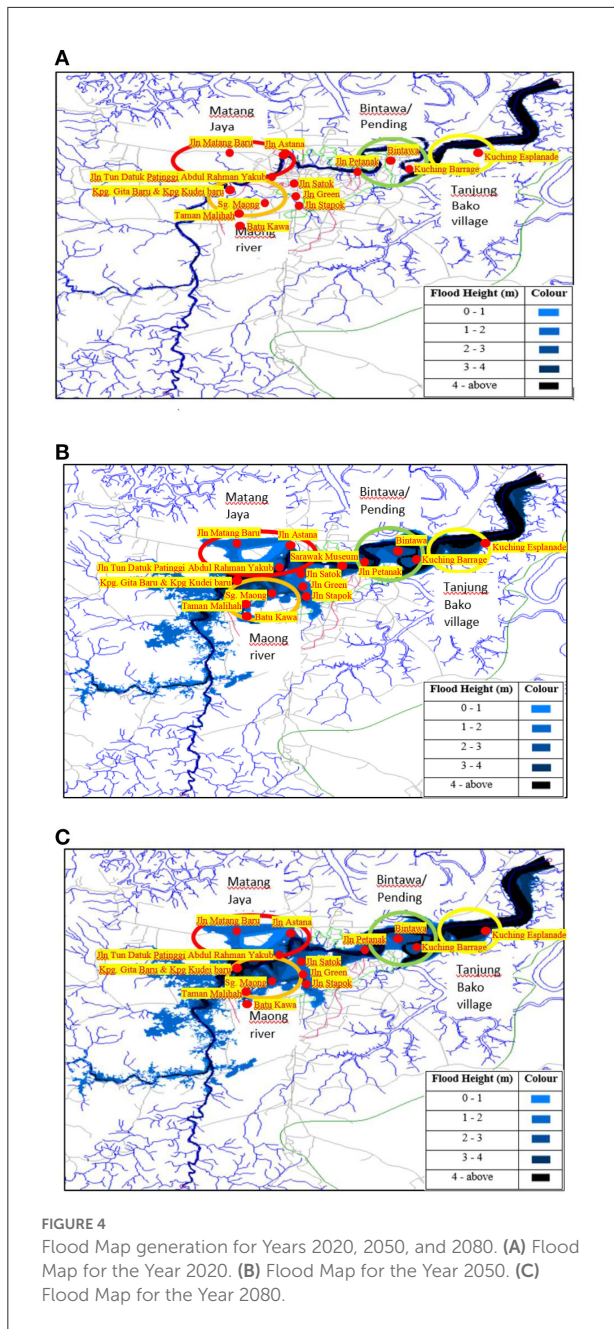 A
Matang
Jaya
Bintawa/
Pending
Jln Matang Baru
Jln Astana
Bintawa
Kuching Esplanade
Jln Petanak
Kuching Barrage
Jln Tun Datuk Patinggi Abdul Rahman Yakub
Jln Satok
Kpg. Gita Baru & Kpg Kudei baru
Jln Green
Tanjung
Bako
village
Sg. Maong
Jln Stapok
Taman Malihah
Batu Kawa
Maong
river
Flood Height (m) Colour
0 - 1
1 - 2
2 - 3
3 - 4
4 - above
B
Matang
Jaya
Bintawa/
Pending
Jln Matang Baru
Jln Astana
Bintawa
Kuching Esplanade
Sarawak Museum
Kuching Barrage
Jln Tun Datuk Patinggi Abdul Rahman Yakub
Jln Satok
Jln Petanak
Kpg. Gita Baru & Kpg Kudei baru
Jln Green
Sg. Maong
Jln Stapok
Tanjung
Bako
village
Taman Malihah
Batu Kawa
Maong
river
Flood Height (m) Colour
0 - 1
1 - 2
2 - 3
3 - 4
4 - above
C
Matang
Jaya
Bintawa/
Pending
Jln Matang Baru
Jln Astana
Bintawa
Kuching Esplanade
Jln Petanak
Kuching Barrage
Jln Tun Datuk Patinggi Abdul Rahman Yakub
Jln Satok
Kpg. Gita Baru & Kpg Kudei baru
Jln Green
Sg. Maong
Jln Stapok
Tanjung
Bako
village
Taman Malihah
Batu Kawa
Maong
river
Flood Height (m) Colour
0 - 1
1 - 2
2 - 3
3 - 4
4 - above
FIGURE 4
Flood Map generation for Years 2020, 2050, and 2080. (A) Flood
Map for the Year 2020. (B) Flood Map for the Year 2050. (C)
Flood Map for the Year 2080.